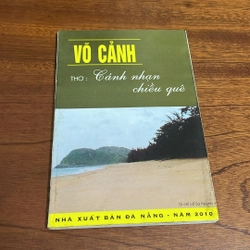 VÕ CẢNH
THƠ: Cánh nhạn
chiều quê
NHÀ XUẤT BẢN ĐÀ NẴNG - NĂM 2010